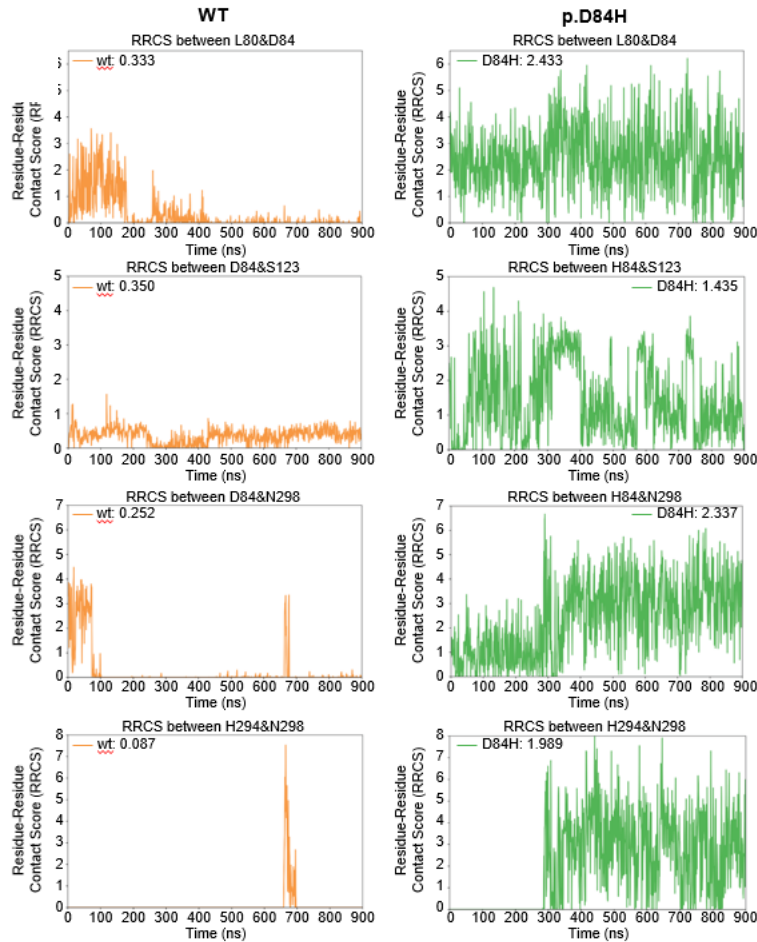 WT
p.D84H
RRCS between L80&D84
wt: 0.333
Residue-Residue
Contact Score (RF
6
5
4
3
2
1
0
0 100 200 300 400 500 600 700 800 900
Time (ns)
RRCS between L80&D84
D84H: 2.433
Residue-Residue
Contact Score (RRCS)
6
5
4
3
2
1
0
0 100 200 300 400 500 600 700 800 900
Time (ns)
RRCS between D84&S123
wt: 0.350
Residue-Residue
Contact Score (RRCS)
5
4
3
2
1
0
0 100 200 300 400 500 600 700 800 900
Time (ns)
RRCS between H84&S123
D84H: 1.435
Residue-Residue
Contact Score (RRCS)
5
4
3
2
1
0
0 100 200 300 400 500 600 700 800 900
Time (ns)
RRCS between D84&N298
wt: 0.252
Residue-Residue
Contact Score (RRCS)
7
6
5
4
3
2
1
0
0 100 200 300 400 500 600 700 800 900
Time (ns)
RRCS between H84&N298
D84H: 2.337
Residue-Residue
Contact Score (RRCS)
7
6
5
4
3
2
1
0
0 100 200 300 400 500 600 700 800 900
Time (ns)
RRCS between H294&N298
wt: 0.087
Residue-Residue
Contact Score (RRCS)
8
7
6
5
4
3
2
1
0
0 100 200 300 400 500 600 700 800 900
Time (ns)
RRCS between H294&N298
D84H: 1.989
Residue-Residue
Contact Score (RRCS)
8
7
6
5
4
3
2
1
0
0 100 200 300 400 500 600 700 800 900
Time (ns)